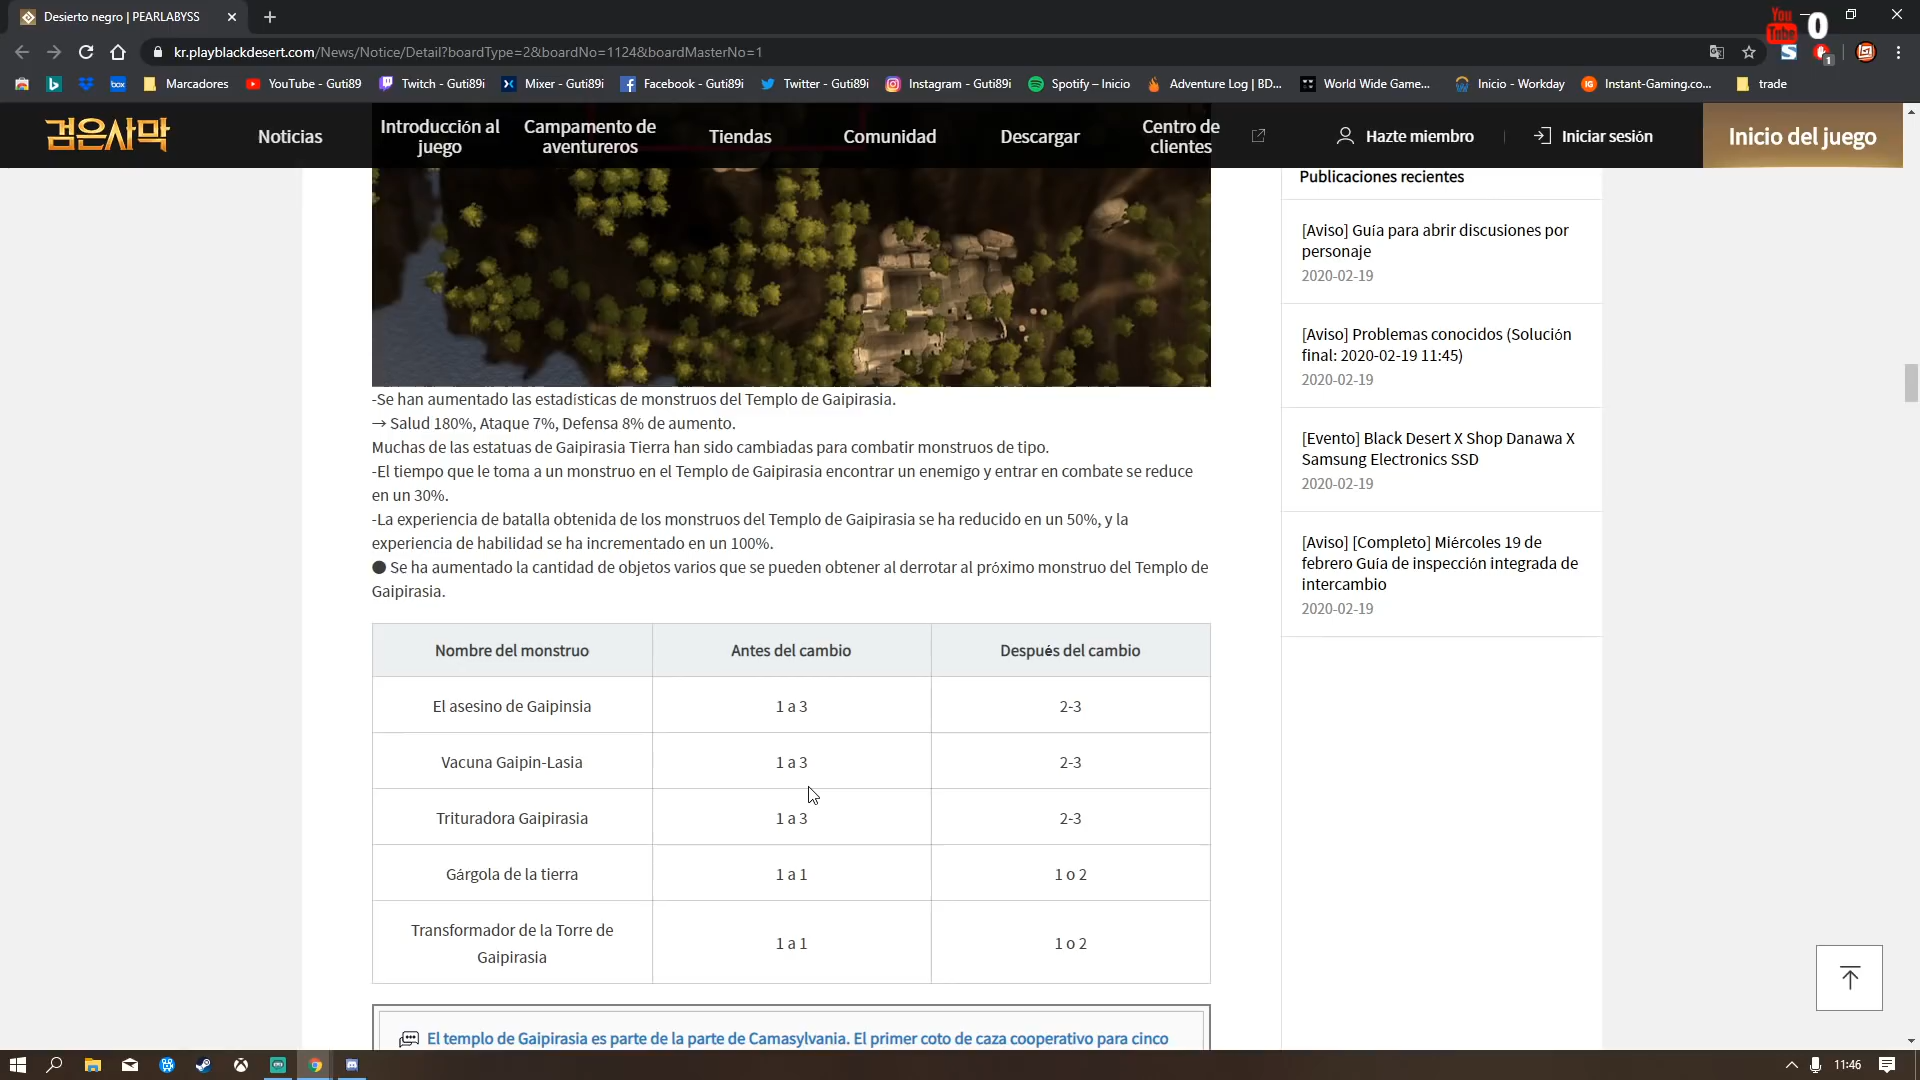 Desierto negro | PEARLABYSS
You
Tube
0
kr.playblackdesert.com/News/Notice/Detail?boardType=2&boardNo=1124&boardMasterNo=1
1
box
Marcadores
YouTube - Guti89
Twitch - Guti89i
Mixer - Guti89i
Facebook - Guti89i
Twitter - Guti89i
Instagram - Guti89i
Spotify – Inicio
Adventure Log | BD...
World Wide Game...
Inicio - Workday
IG
Instant-Gaming.co...
trade
검은사막
Noticias
Introducción al
juego
Campamento de
aventureros
Tiendas
Comunidad
Descargar
Centro de
clientes
Hazte miembro
Iniciar sesión
Inicio del juego
-Se han aumentado las estadísticas de monstruos del Templo de Gaipirasia.
→ Salud 180%, Ataque 7%, Defensa 8% de aumento.
Muchas de las estatuas de Gaipirasia Tierra han sido cambiadas para combatir monstruos de tipo.
-El tiempo que le toma a un monstruo en el Templo de Gaipirasia encontrar un enemigo y entrar en combate se reduce
en un 30%.
-La experiencia de batalla obtenida de los monstruos del Templo de Gaipirasia se ha reducido en un 50%, y la
experiencia de habilidad se ha incrementado en un 100%.
● Se ha aumentado la cantidad de objetos varios que se pueden obtener al derrotar al próximo monstruo del Templo de
Gaipirasia.
Nombre del monstruo
Antes del cambio
Después del cambio
El asesino de Gaipinsia
1 a 3
2-3
Vacuna Gaipin-Lasia
1 a 3
2-3
Trituradora Gaipirasia
1 a 3
2-3
Gárgola de la tierra
1 a 1
1 o 2
Transformador de la Torre de
Gaipirasia
1 a 1
1 o 2
El templo de Gaipirasia es parte de la parte de Camasylvania. El primer coto de caza cooperativo para cinco
Publicaciones recientes
[Aviso] Guía para abrir discusiones por
personaje
2020-02-19
[Aviso] Problemas conocidos (Solución
final: 2020-02-19 11:45)
2020-02-19
[Evento] Black Desert X Shop Danawa X
Samsung Electronics SSD
2020-02-19
[Aviso] [Completo] Miércoles 19 de
febrero Guía de inspección integrada de
intercambio
2020-02-19
11:46